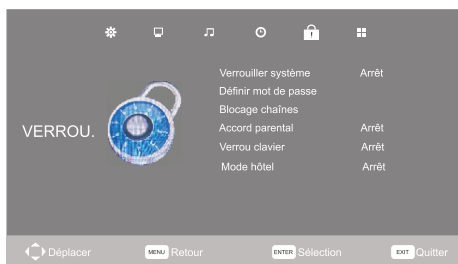 Verrouiller système Arrêt
Définir mot de passe
Blocage chaînes
VERROU.
Accord parental Arrêt
Verrou clavier Arrêt
Mode hôtel Arrêt
Déplacer MENU Retour ENTER Sélection EXIT Quitter